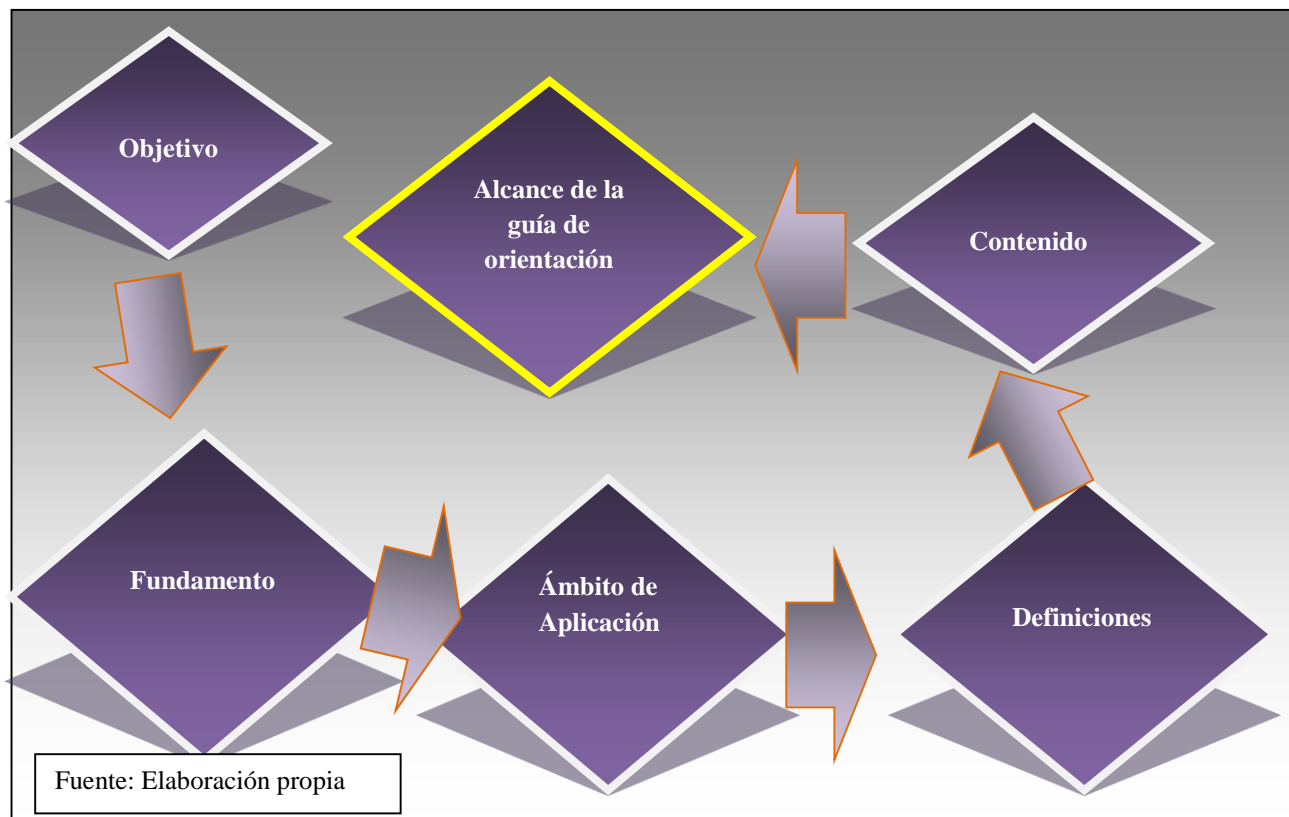 Objetivo
Alcance de la
guía de
orientación
Contenido
Fundamento
Ámbito de
Aplicación
Definiciones
Fuente: Elaboración propia